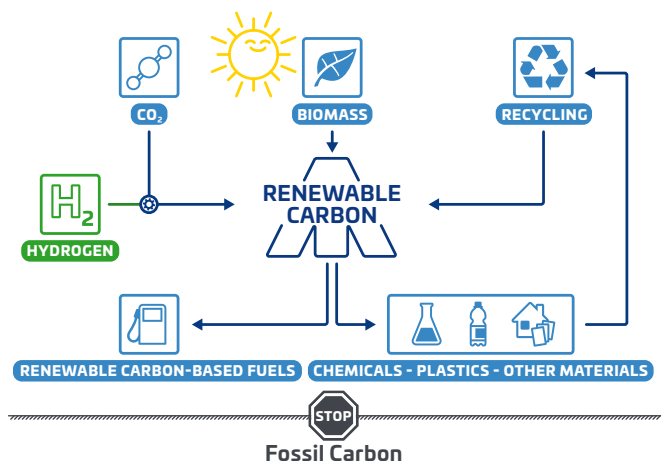 CO₂
BIOMASS
RECYCLING
H₂
HYDROGEN
RENEWABLE
CARBON
RENEWABLE CARBON-BASED FUELS
CHEMICALS - PLASTICS - OTHER MATERIALS
STOP
Fossil Carbon